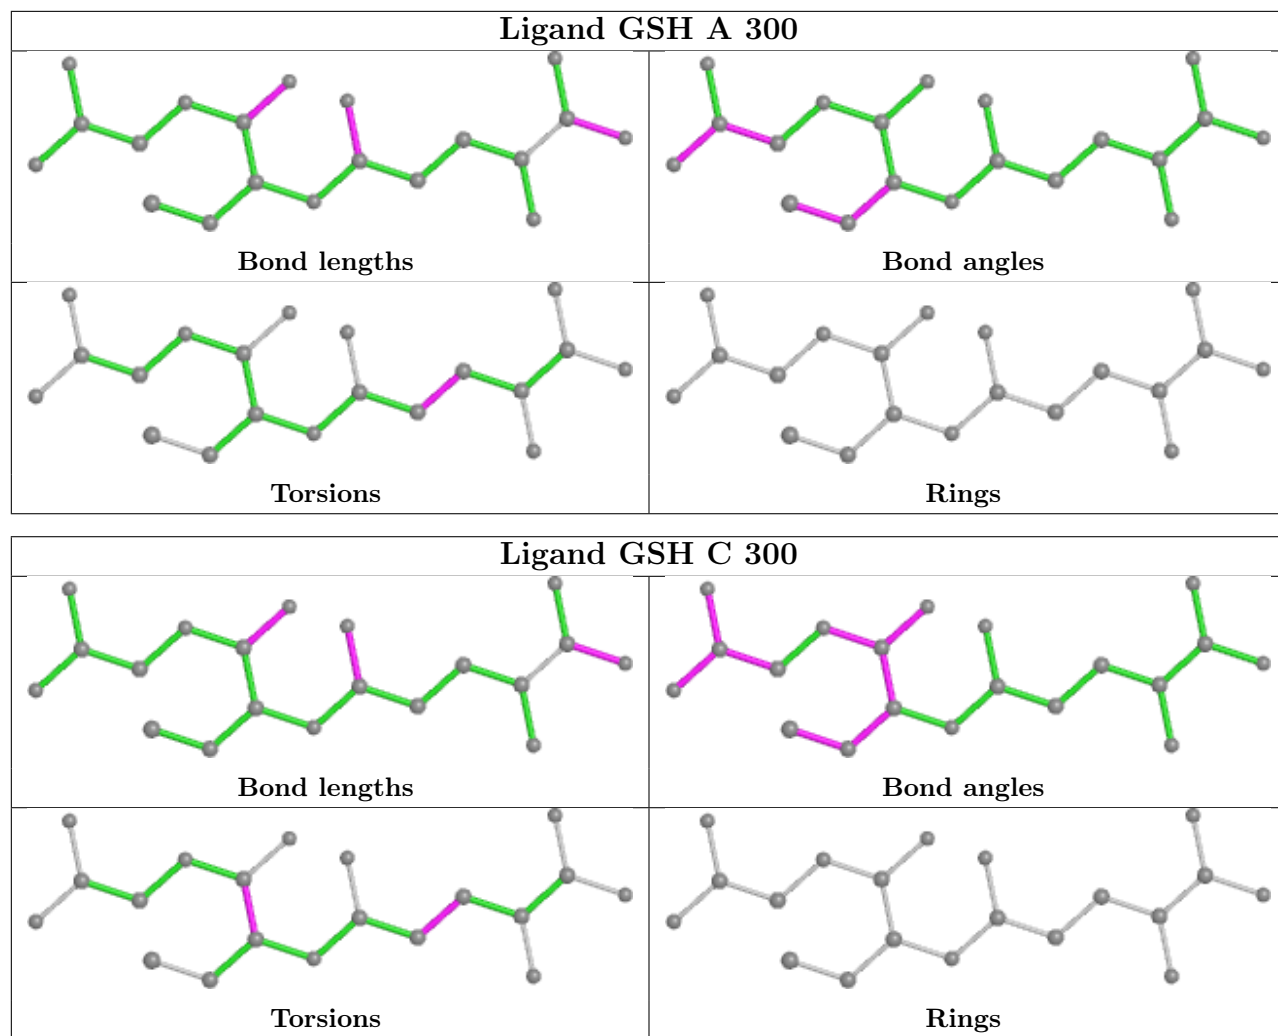 Ligand GSH A 300
Bond lengths
Bond angles
Torsions
Rings
Ligand GSH C 300
Bond lengths
Bond angles
Torsions
Rings